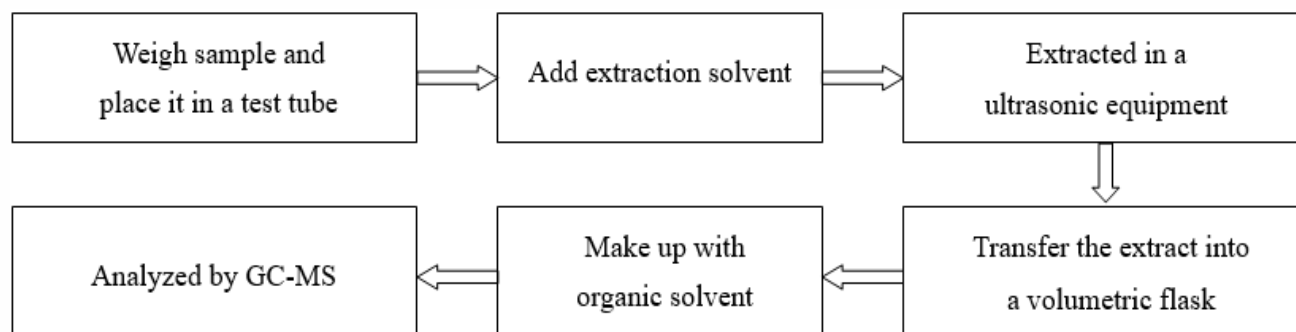 Weigh sample and
place it in a test tube
Add extraction solvent
Extracted in a
ultrasonic equipment
Transfer the extract into
a volumetric flask
Make up with
organic solvent
Analyzed by GC-MS